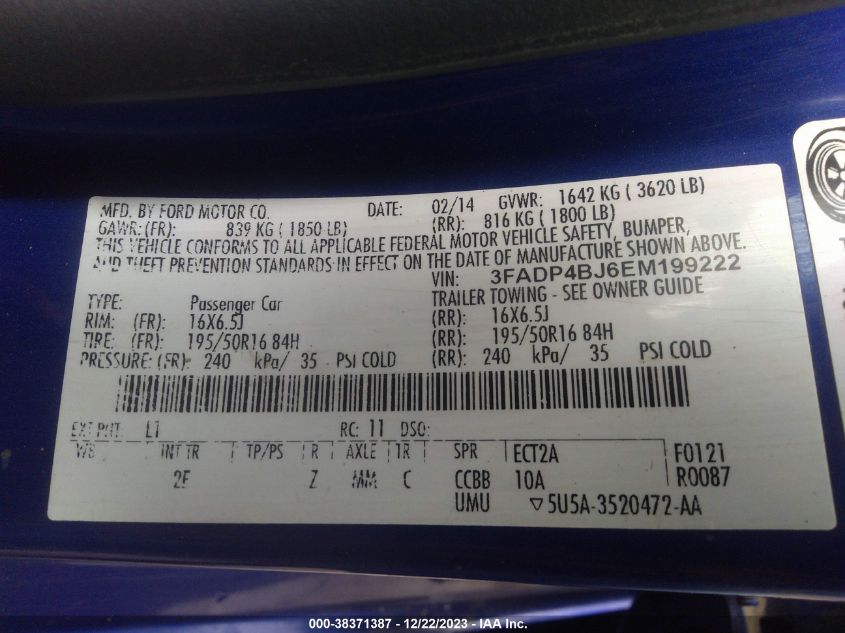 MFD. BY FORD MOTOR CO. DATE: 02/14 GVWR: 1642 KG ( 3620 LB)
GAWR:(FR): 839 KG ( 1850 LB) (RR): 816 KG ( 1800 LB)
THIS VEHICLE CONFORMS TO ALL APPLICABLE FEDERAL MOTOR VEHICLE SAFETY, BUMPER,
AND THEFT PREVENTION STANDARDS IN EFFECT ON THE DATE OF MANUFACTURE SHOWN ABOVE.
VIN: 3FADP4BJ6EM199222
TYPE: Passenger Car TRAILER TOWING - SEE OWNER GUIDE
RIM: (FR): 16X6.5J (RR): 16X6.5J
TIRE: (FR): 195/50R16 84H (RR): 195/50R16 84H
PRESSURE: (FR): 240 kPa/ 35 PSI COLD (RR): 240 kPa/ 35 PSI COLD
EXT PNT: L1 RC: 11 DSO:
WB INT TR TP/PS R AXLE TR SPR ECT2A F0121
2F Z MM C CCBB 10A R0087
UMU ▽5U5A-3520472-AA
000-38371387 - 12/22/2023 - IAA Inc.